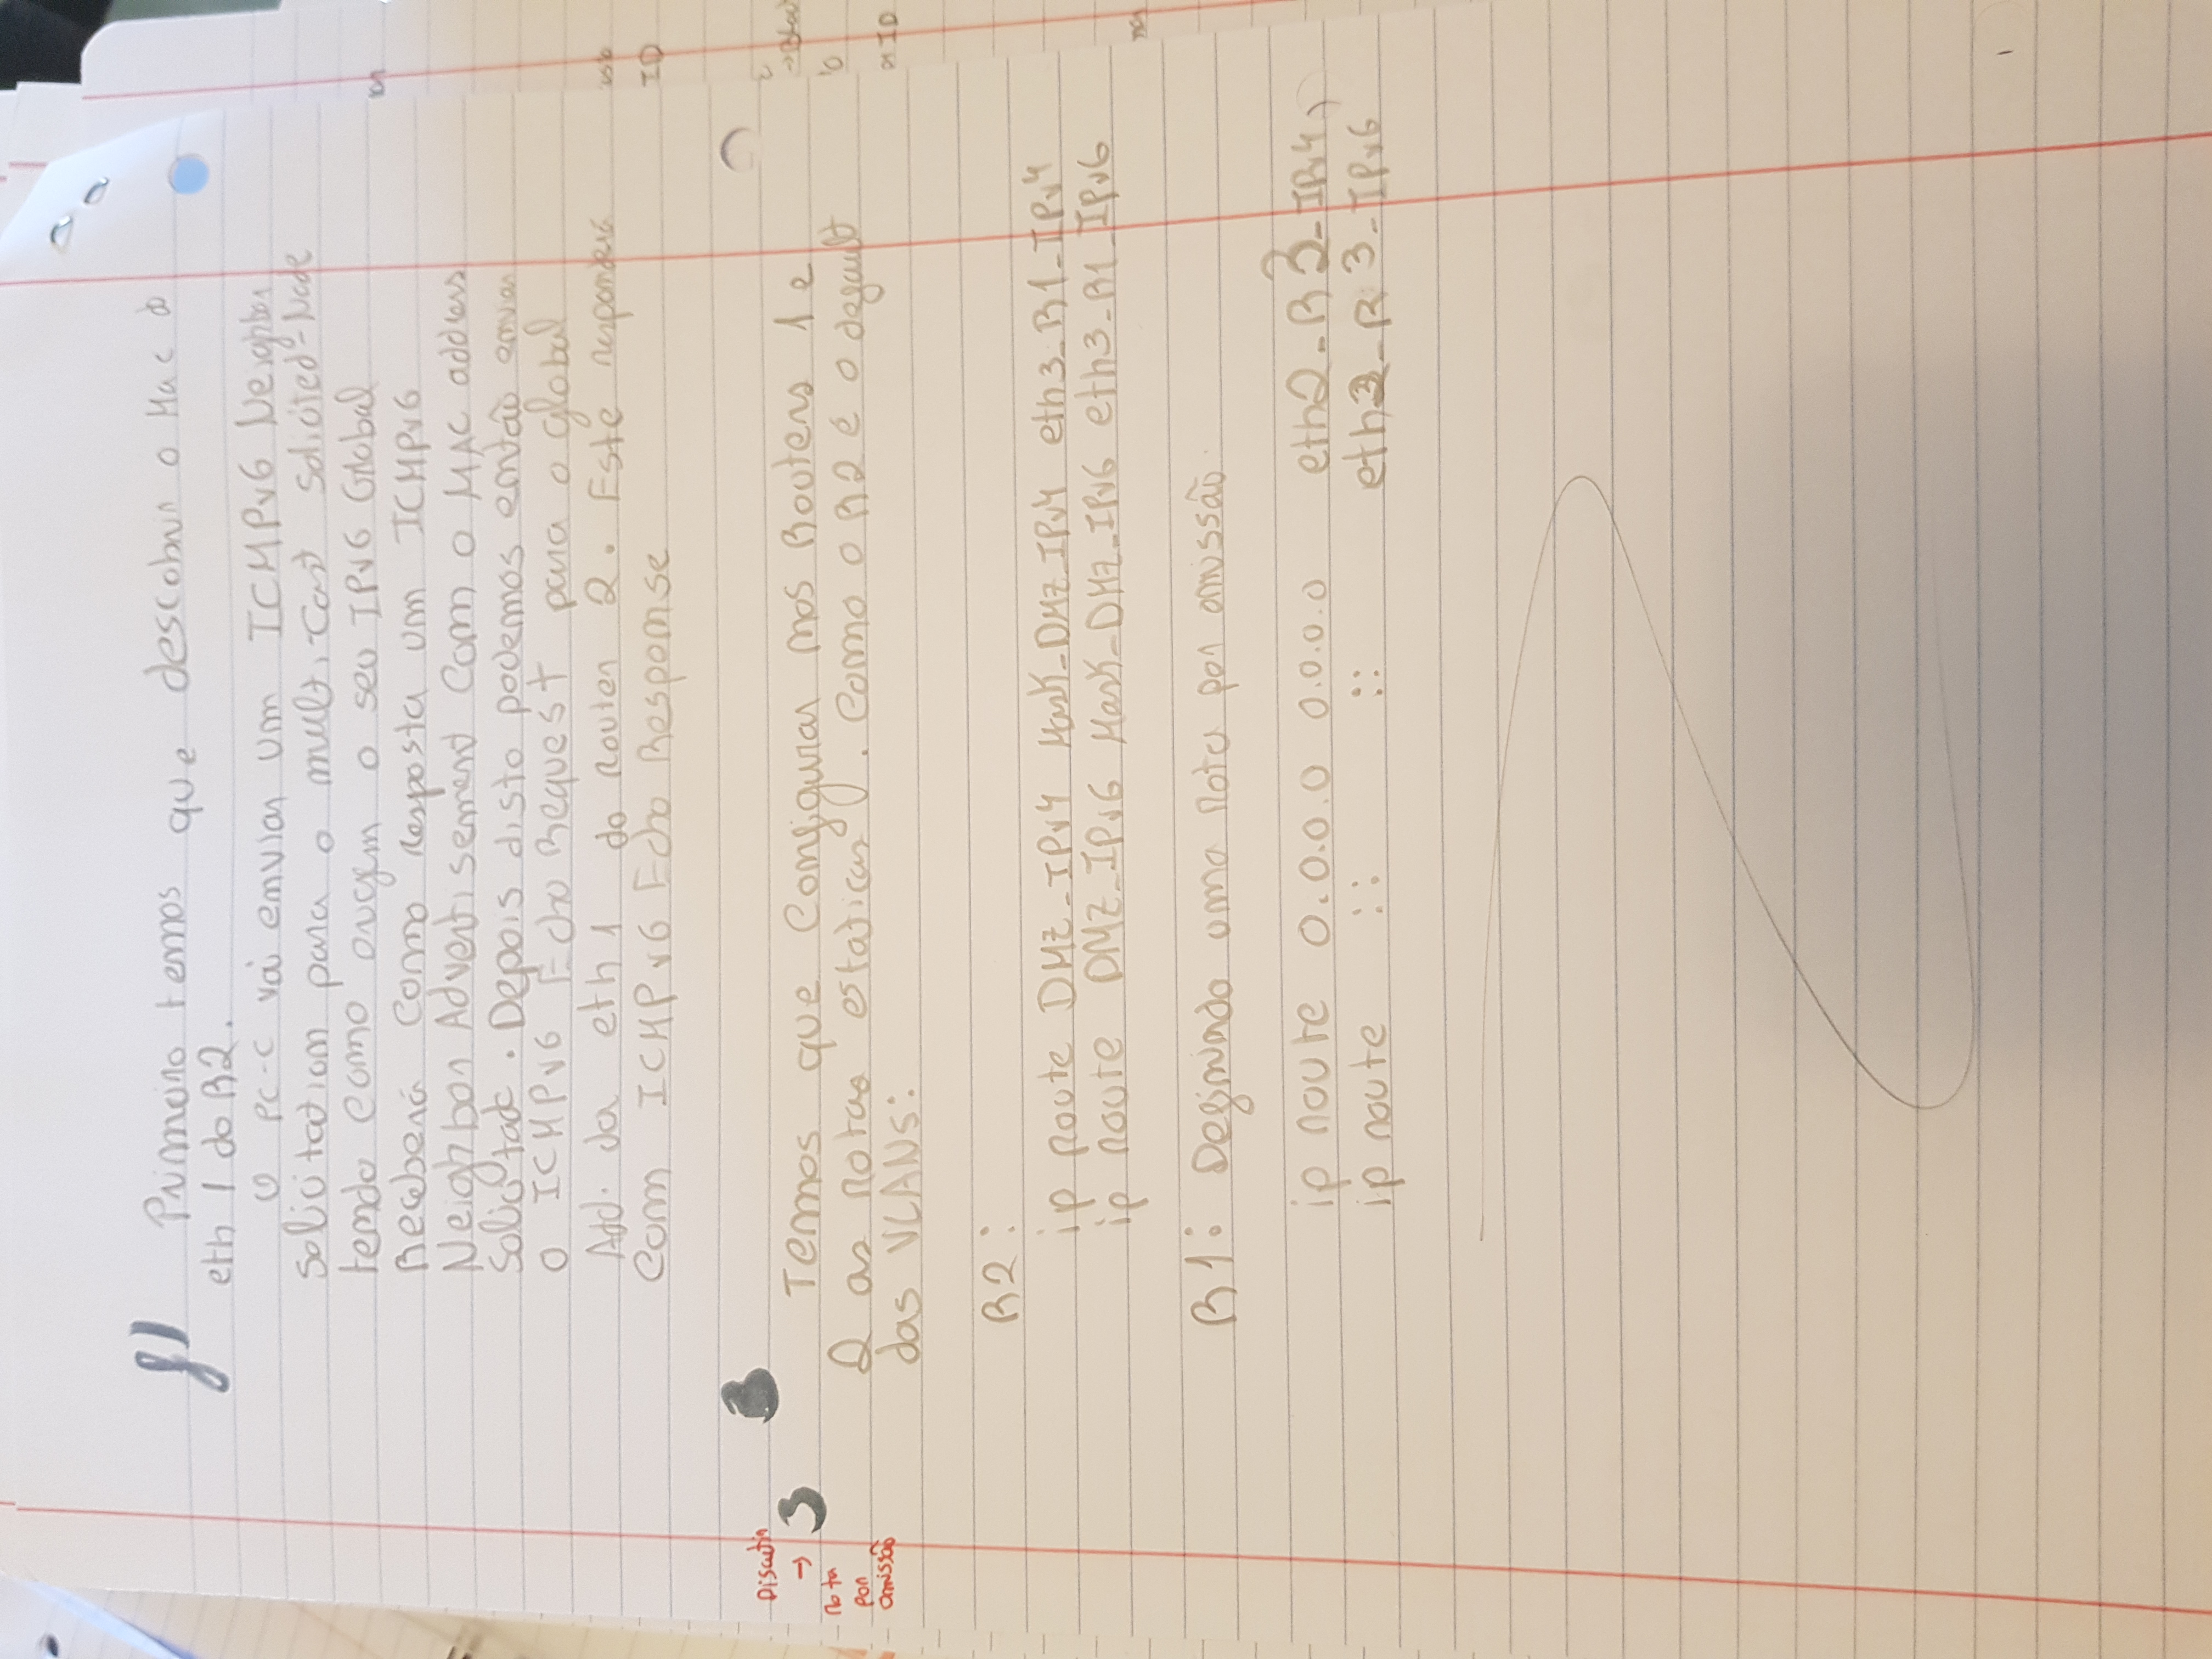 f) Primeiro temos que descobrir o Mac do
eth 1 do R2.
O PC-C vai enviar um ICMPv6 Neighbor
Solicitation para o multi-cast Solicited-Node
tendo como origem o seu IPv6 Global
Receberá como resposta um ICMPv6
Neighbor Advertisement com o MAC address
solicitado. Depois disto podemos então enviar
o ICMPv6 Echo Request para o global
Add. da eth 1 do Router 2. Este responderá
com ICMPv6 Echo Response
3
Discutir
→
rota
por
omissão
3 Temos que configurar nos Routers 1 e
2 as rotas estaticas. Como o R2 é o default
das VLANs:
R2:
ip route DMZ_IPv4 Mask_DMZ_IPv4 eth3_R1_IPv4
ip route DMZ_IPv6 Mask_DMZ_IPv6 eth3_R1_IPv6
R1: Definindo uma rota por omissão.
ip route 0.0.0.0 0.0.0.0 eth2_R3_IPv4
ip route :: :: eth2_R3_IPv6
ID
ID